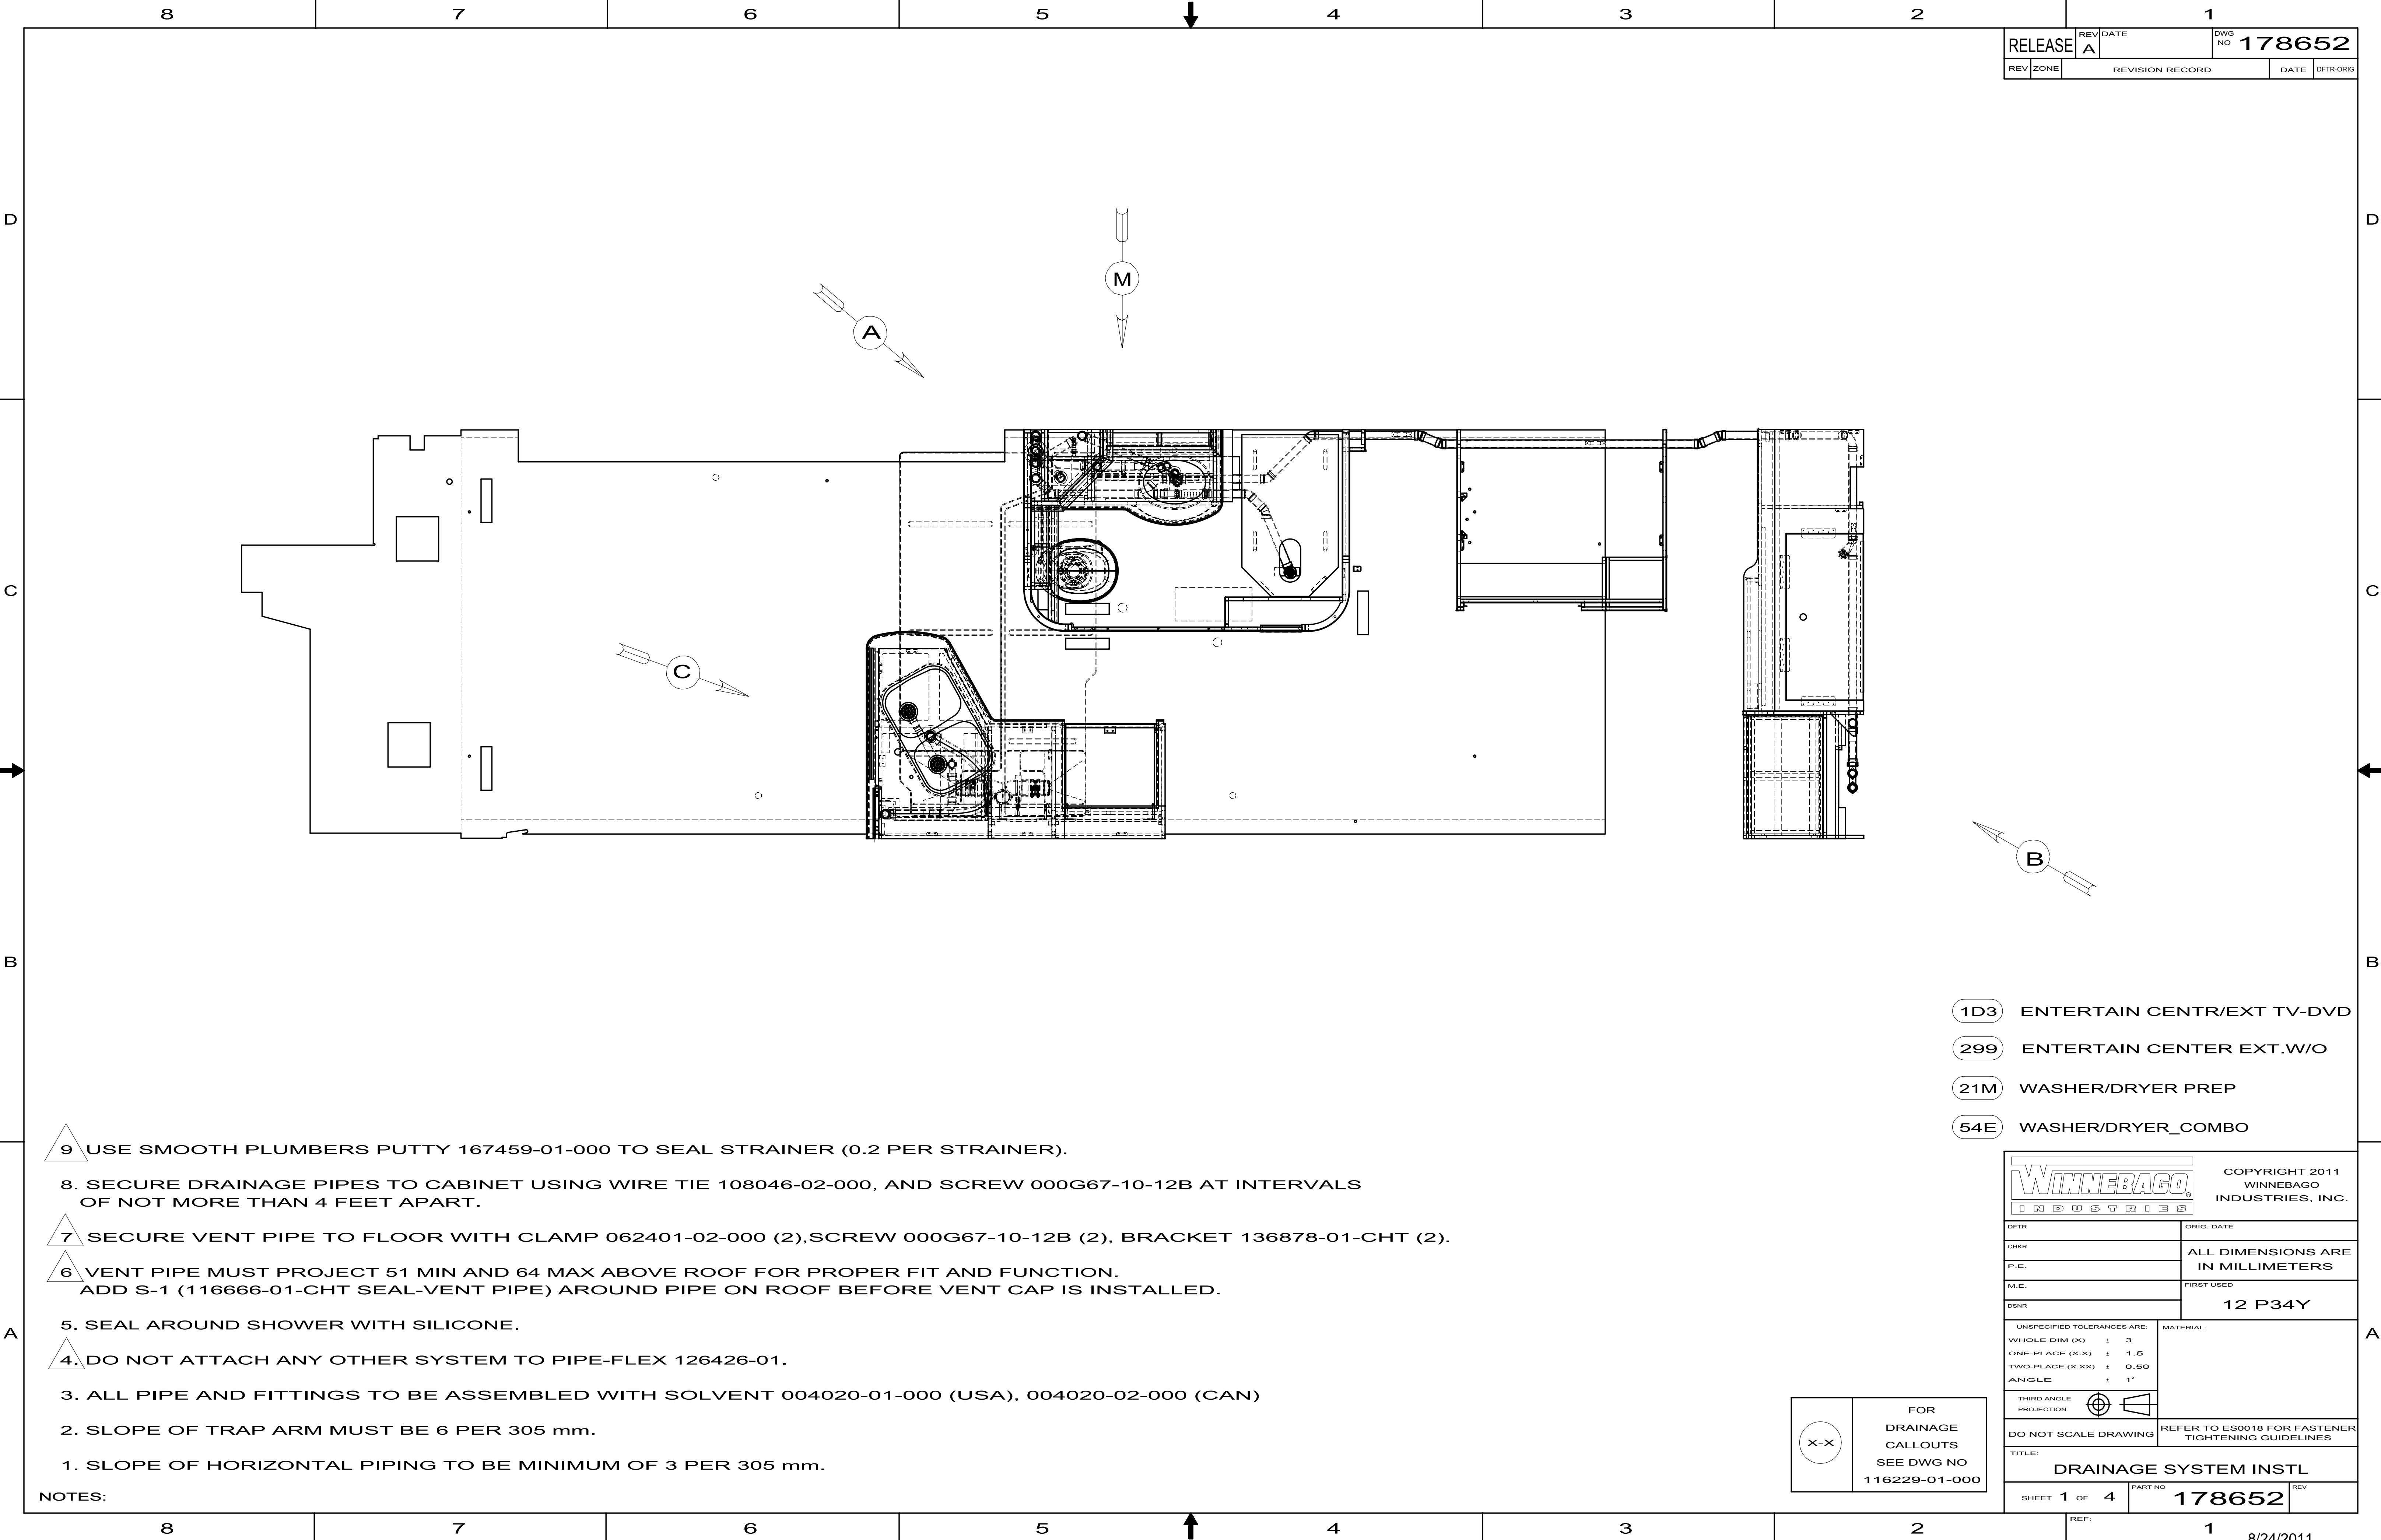 8 7 6 5 4 3 2 1
RELEASE
REV
A
DATE
DWG
NO
178652
REV ZONE REVISION RECORD DATE DFTR-ORIG
D
D
M
A
C
C
C
B
B
B
1D3 ENTERTAIN CENTR/EXT TV-DVD
299 ENTERTAIN CENTER EXT.W/O
21M WASHER/DRYER PREP
54E WASHER/DRYER_COMBO
9 USE SMOOTH PLUMBERS PUTTY 167459-01-000 TO SEAL STRAINER (0.2 PER STRAINER).
8. SECURE DRAINAGE PIPES TO CABINET USING WIRE TIE 108046-02-000, AND SCREW 000G67-10-12B AT INTERVALS
OF NOT MORE THAN 4 FEET APART.
7 SECURE VENT PIPE TO FLOOR WITH CLAMP 062401-02-000 (2),SCREW 000G67-10-12B (2), BRACKET 136878-01-CHT (2).
6 VENT PIPE MUST PROJECT 51 MIN AND 64 MAX ABOVE ROOF FOR PROPER FIT AND FUNCTION.
ADD S-1 (116666-01-CHT SEAL-VENT PIPE) AROUND PIPE ON ROOF BEFORE VENT CAP IS INSTALLED.
5. SEAL AROUND SHOWER WITH SILICONE.
4. DO NOT ATTACH ANY OTHER SYSTEM TO PIPE-FLEX 126426-01.
3. ALL PIPE AND FITTINGS TO BE ASSEMBLED WITH SOLVENT 004020-01-000 (USA), 004020-02-000 (CAN)
2. SLOPE OF TRAP ARM MUST BE 6 PER 305 mm.
1. SLOPE OF HORIZONTAL PIPING TO BE MINIMUM OF 3 PER 305 mm.
NOTES:
A
A
X-X
FOR
DRAINAGE
CALLOUTS
SEE DWG NO
116229-01-000
WINNEBAGO
INDUSTRIES
COPYRIGHT 2011
WINNEBAGO
INDUSTRIES, INC.
DFTR
ORIG. DATE
CHKR
ALL DIMENSIONS ARE
IN MILLIMETERS
P.E.
M.E.
FIRST USED
12 P34Y
DSNR
UNSPECIFIED TOLERANCES ARE:
WHOLE DIM (X) ± 3
ONE-PLACE (X.X) ± 1.5
TWO-PLACE (X.XX) ± 0.50
ANGLE ± 1°
MATERIAL:
THIRD ANGLE
PROJECTION
DO NOT SCALE DRAWING
REFER TO ES0018 FOR FASTENER
TIGHTENING GUIDELINES
TITLE:
DRAINAGE SYSTEM INSTL
SHEET 1 OF 4
PART NO
178652
REV
8 7 6 5 4 3 2 1
REF:
8/24/2011